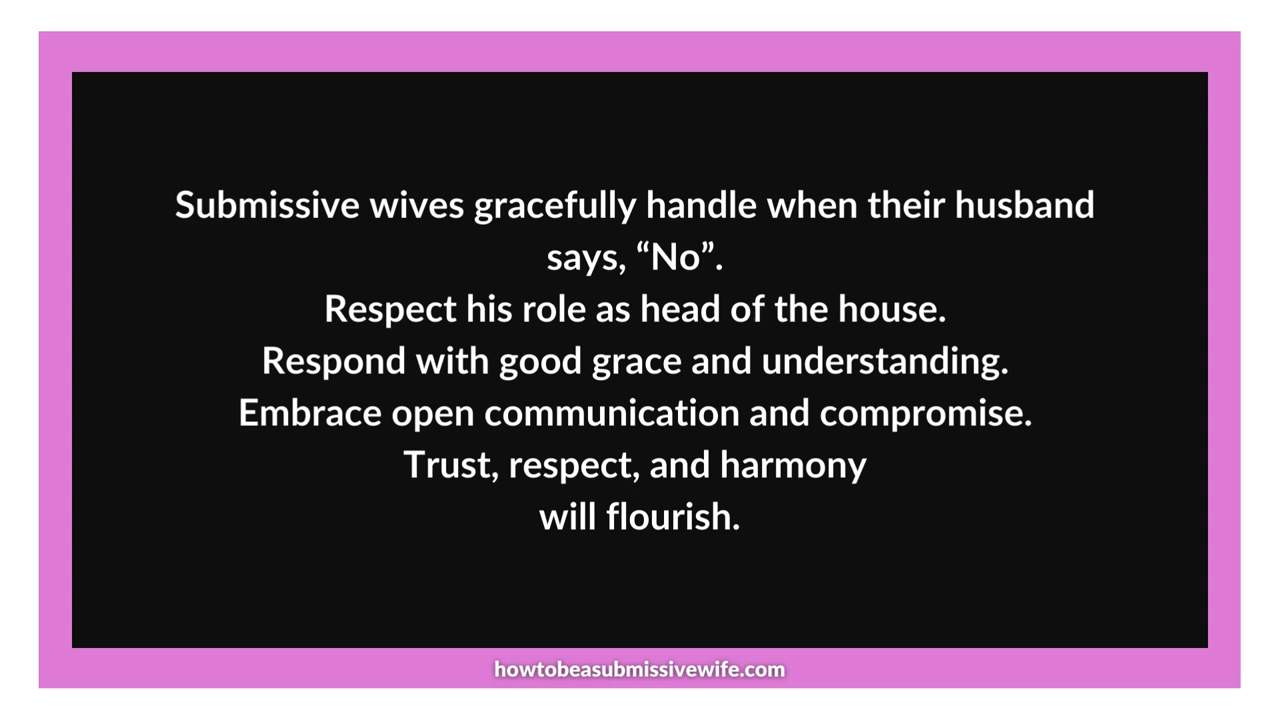 Submissive wives gracefully handle when their husband
says, “No”.
Respect his role as head of the house.
Respond with good grace and understanding.
Embrace open communication and compromise.
Trust, respect, and harmony
will flourish.
howtobeasubmissivewife.com